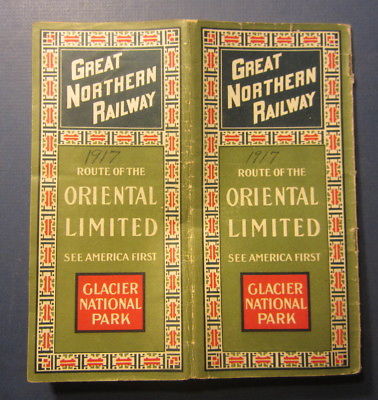 GREAT
NORTHERN
RAILWAY
1917
ROUTE OF THE
ORIENTAL
LIMITED
SEE AMERICA FIRST
GLACIER
NATIONAL
PARK
GREAT
NORTHERN
RAILWAY
1917
ROUTE OF THE
ORIENTAL
LIMITED
SEE AMERICA FIRST
GLACIER
NATIONAL
PARK